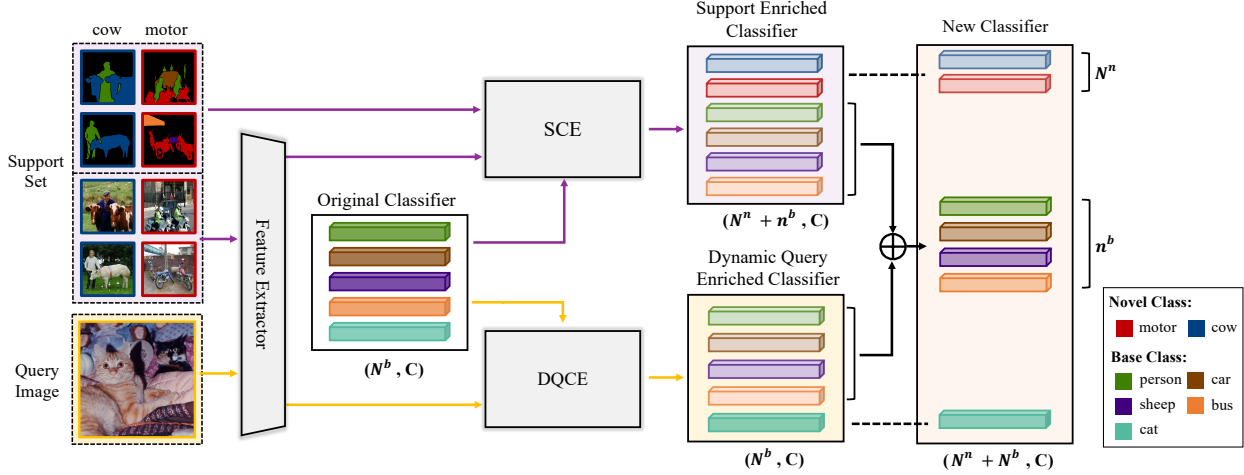 cow motor
Support
Set
Query
Image
Feature Extractor
Original Classifier
(N^b, C)
SCE
DQCE
Support Enriched
Classifier
(N^n + n^b, C)
Dynamic Query
Enriched Classifier
(N^b, C)
New Classifier
N^n
n^b
(N^n + N^b, C)
Novel Class:
motor cow
Base Class:
person car
sheep bus
cat